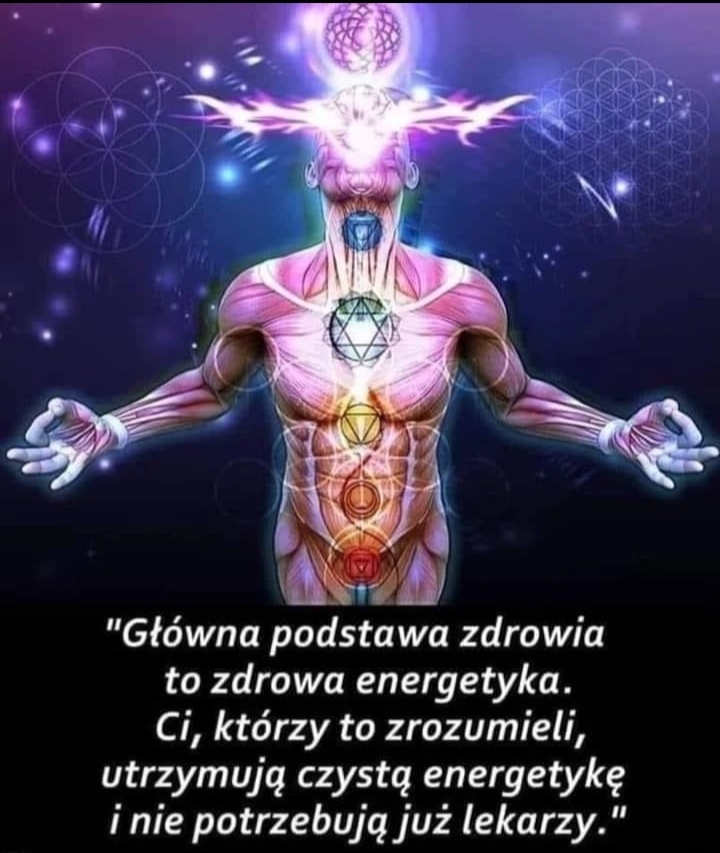 "Główna podstawa zdrowia
to zdrowa energetyka.
Ci, którzy to zrozumieli,
utrzymują czystą energetykę
i nie potrzebują już lekarzy."